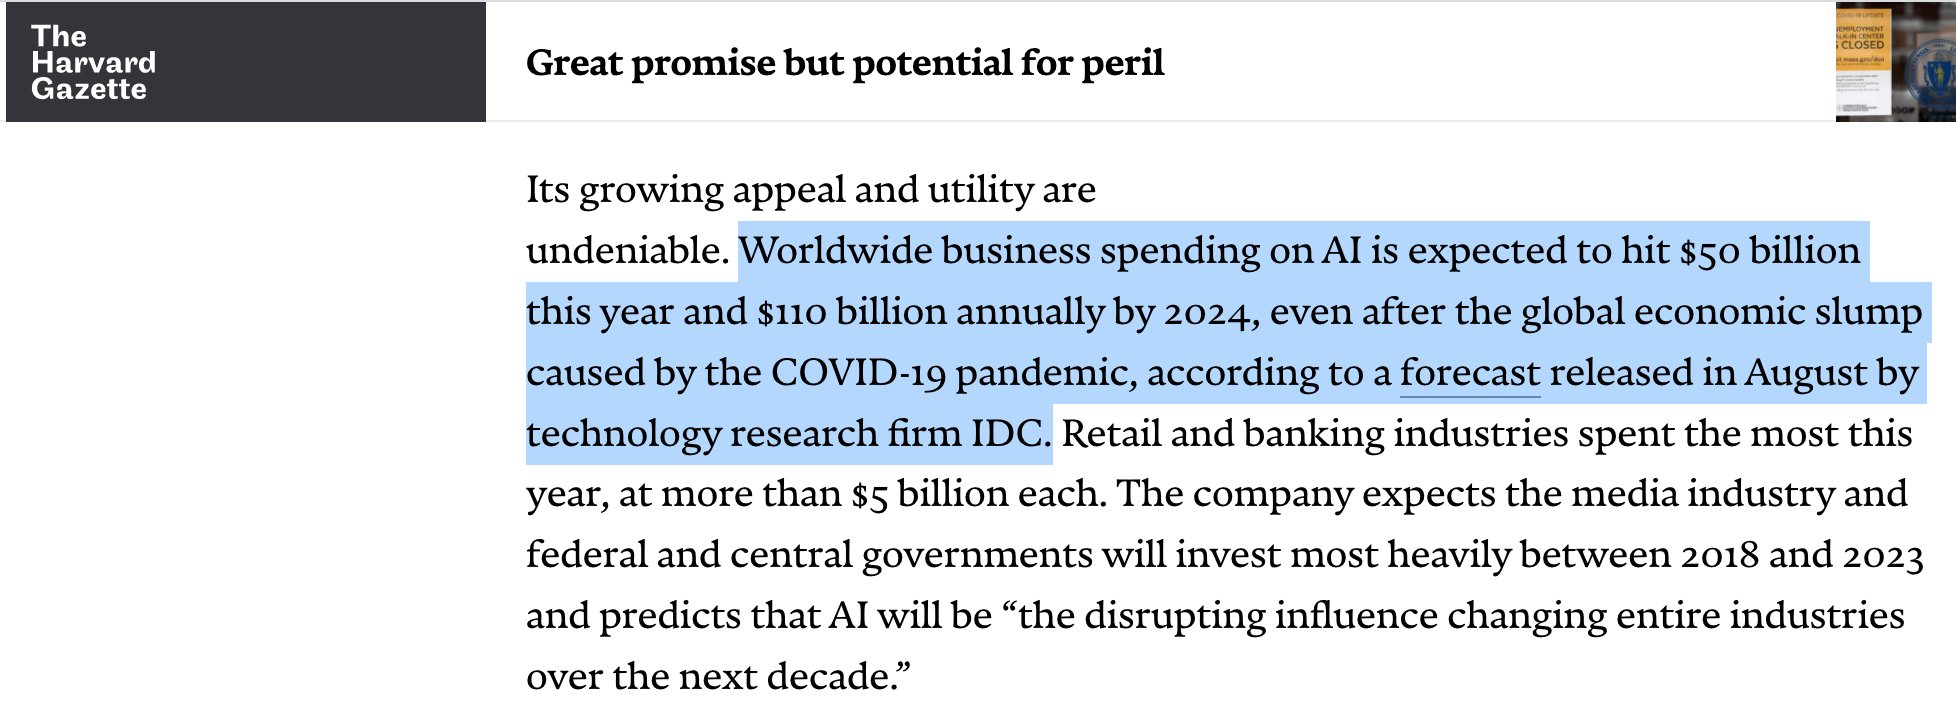 The
Harvard
Gazette
Great promise but potential for peril
COVID-19 UPDATE
CLOSED
Its growing appeal and utility are
undeniable. Worldwide business spending on AI is expected to hit $50 billion
this year and $110 billion annually by 2024, even after the global economic slump
caused by the COVID-19 pandemic, according to a forecast released in August by
technology research firm IDC. Retail and banking industries spent the most this
year, at more than $5 billion each. The company expects the media industry and
federal and central governments will invest most heavily between 2018 and 2023
and predicts that AI will be “the disrupting influence changing entire industries
over the next decade.”